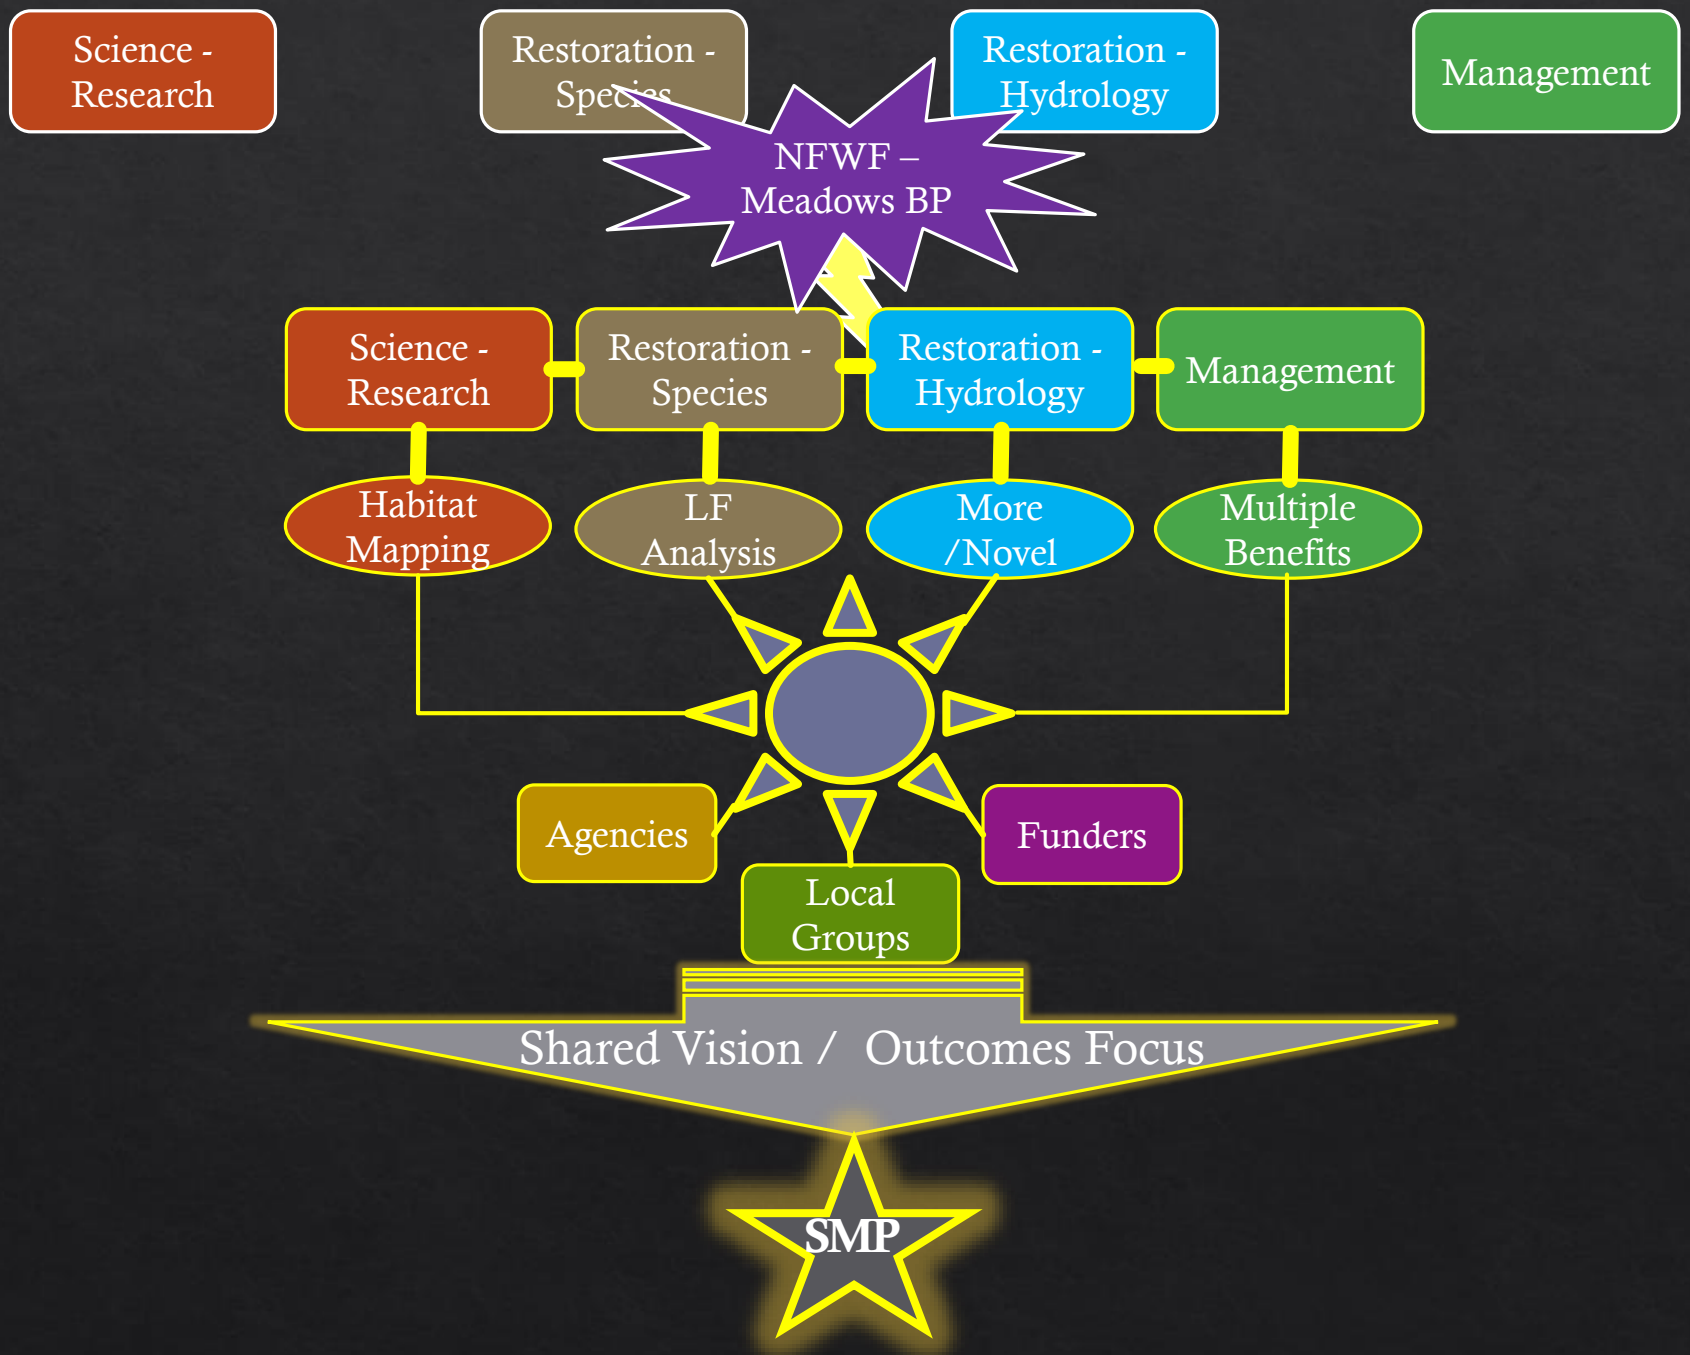 Science -
Research
Restoration -
Species
Restoration -
Hydrology
Management
NFWF –
Meadows BP
Science -
Research
Restoration -
Species
Restoration -
Hydrology
Management
Habitat
Mapping
LF
Analysis
More
/Novel
Multiple
Benefits
Agencies
Funders
Local
Groups
Shared Vision / Outcomes Focus
SMP